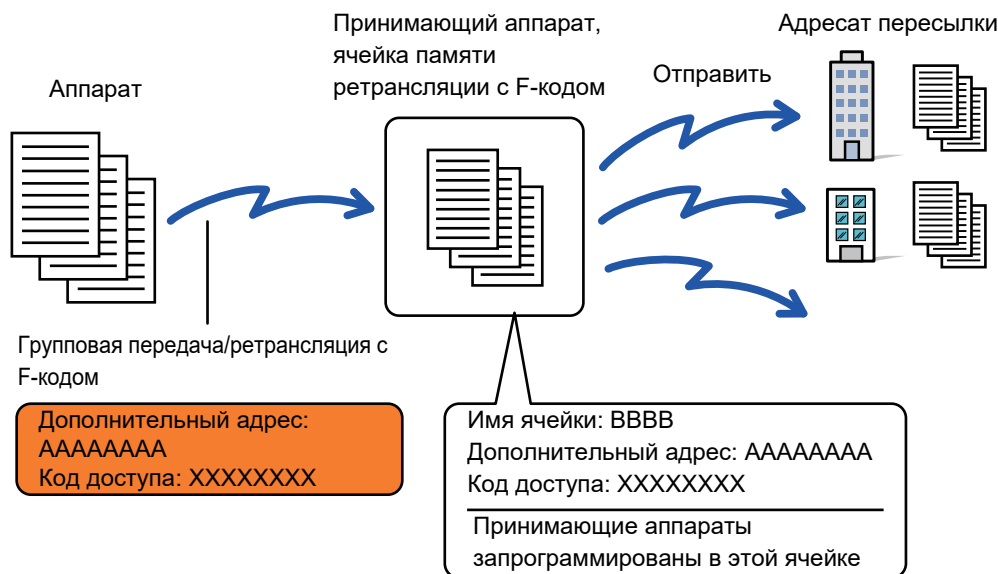 Аппарат
Принимающий аппарат,
ячейка памяти
ретрансляции с F-кодом
Отправить
Адресат пересылки
Групповая передача/ретрансляция с
F-кодом
Дополнительный адрес:
AAAAAAAA
Код доступа: XXXXXXXX
Имя ячейки: BBBB
Дополнительный адрес: AAAAAAAA
Код доступа: XXXXXXXX
Принимающие аппараты
запрограммированы в этой ячейке